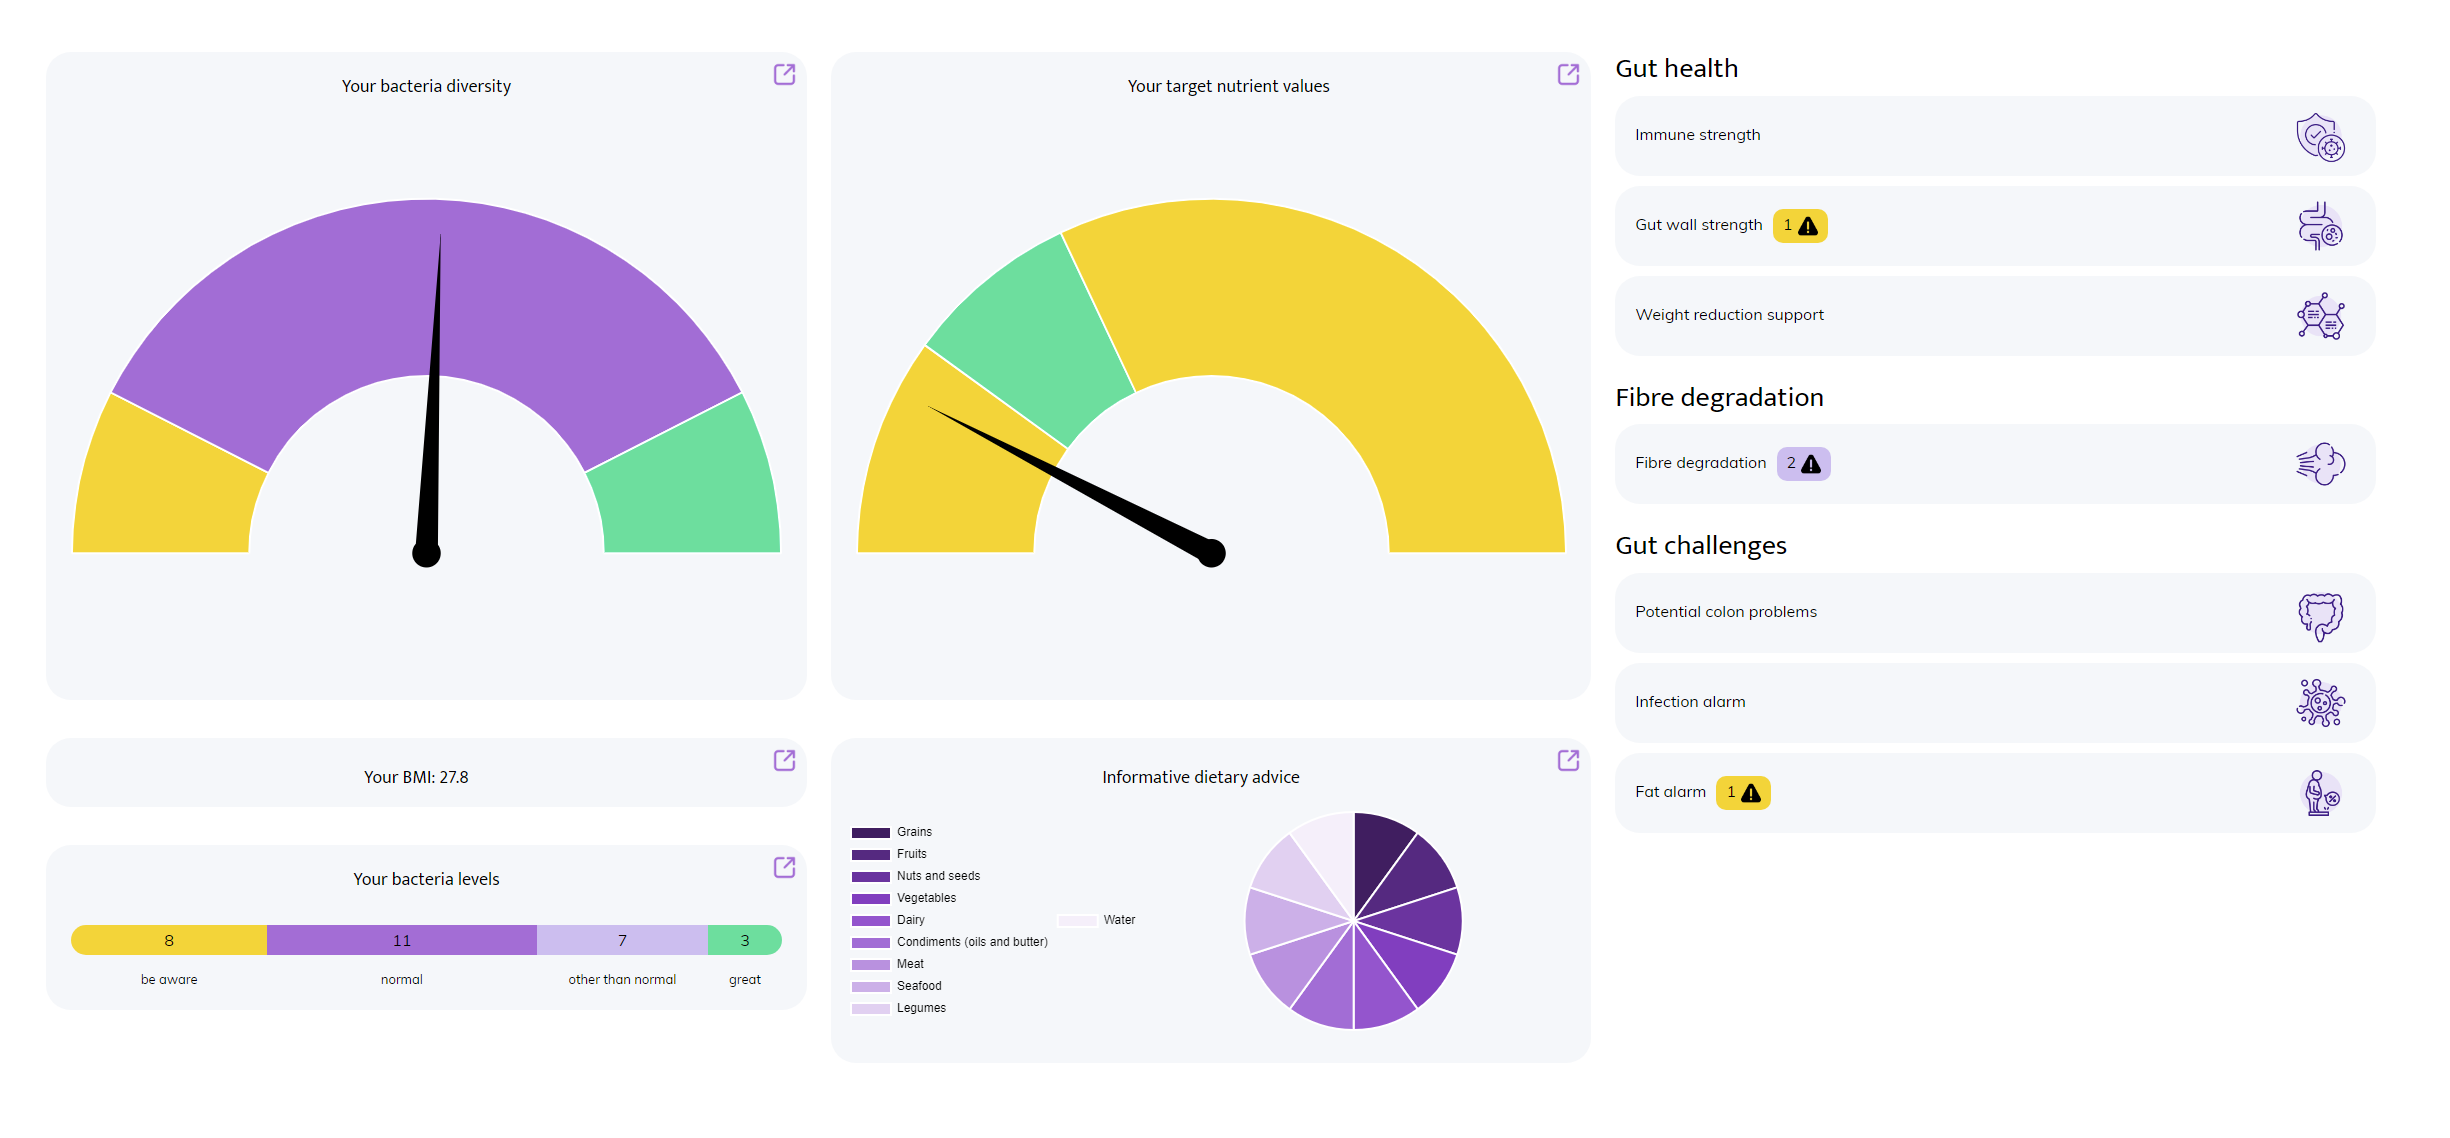 Your bacteria diversity
Your target nutrient values
Gut health
Immune strength
Gut wall strength 1
Weight reduction support
Fibre degradation
Fibre degradation 2
Gut challenges
Potential colon problems
Infection alarm
Fat alarm 1
Your BMI: 27.8
Your bacteria levels
8 11 7 3
be aware normal other than normal great
Informative dietary advice
Grains
Fruits
Nuts and seeds
Vegetables
Dairy
Condiments (oils and butter)
Meat
Seafood
Legumes
Water